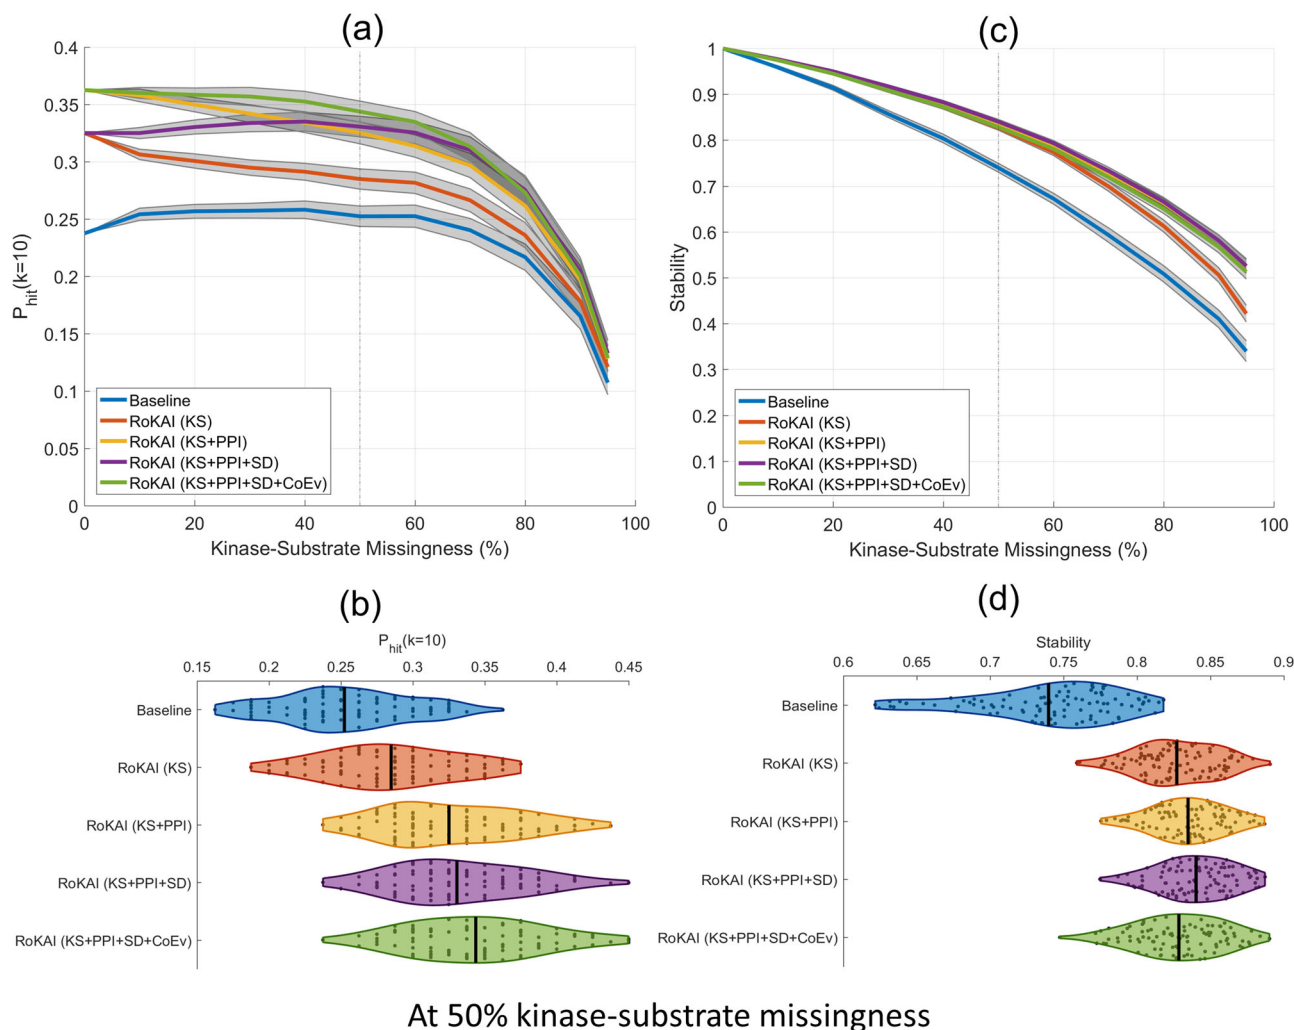 (a)
0.4
0.35
0.3
0.25
0.2
0.15
0.1
0.05
0
P_hit(k=10)
0 20 40 60 80 100
Kinase-Substrate Missingness (%)
Baseline
RoKAI (KS)
RoKAI (KS+PPI)
RoKAI (KS+PPI+SD)
RoKAI (KS+PPI+SD+CoEv)
(c)
1
0.9
0.8
0.7
0.6
0.5
0.4
0.3
0.2
0.1
0
Stability
0 20 40 60 80 100
Kinase-Substrate Missingness (%)
Baseline
RoKAI (KS)
RoKAI (KS+PPI)
RoKAI (KS+PPI+SD)
RoKAI (KS+PPI+SD+CoEv)
(b)
P_hit(k=10)
0.15 0.2 0.25 0.3 0.35 0.4 0.45
Baseline
RoKAI (KS)
RoKAI (KS+PPI)
RoKAI (KS+PPI+SD)
RoKAI (KS+PPI+SD+CoEv)
(d)
Stability
0.6 0.65 0.7 0.75 0.8 0.85 0.9
Baseline
RoKAI (KS)
RoKAI (KS+PPI)
RoKAI (KS+PPI+SD)
RoKAI (KS+PPI+SD+CoEv)
At 50% kinase-substrate missingness